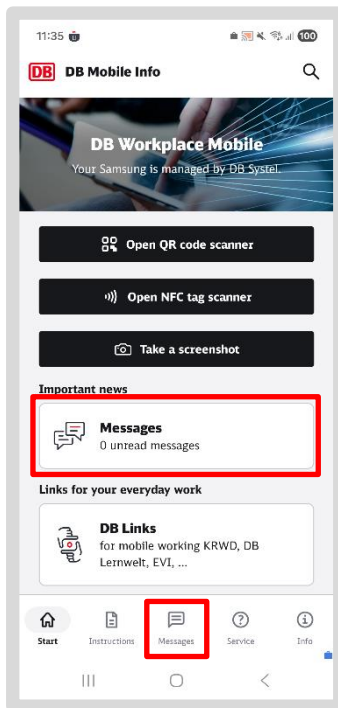 11:35
100
DB DB Mobile Info
DB Workplace Mobile
Your Samsung is managed by DB Systel.
Open QR code scanner
Open NFC tag scanner
Take a screenshot
Important news
Messages
0 unread messages
Links for your everyday work
DB Links
for mobile working KRWD, DB
Lernwelt, EVI, ...
Start Instructions Messages Service Info